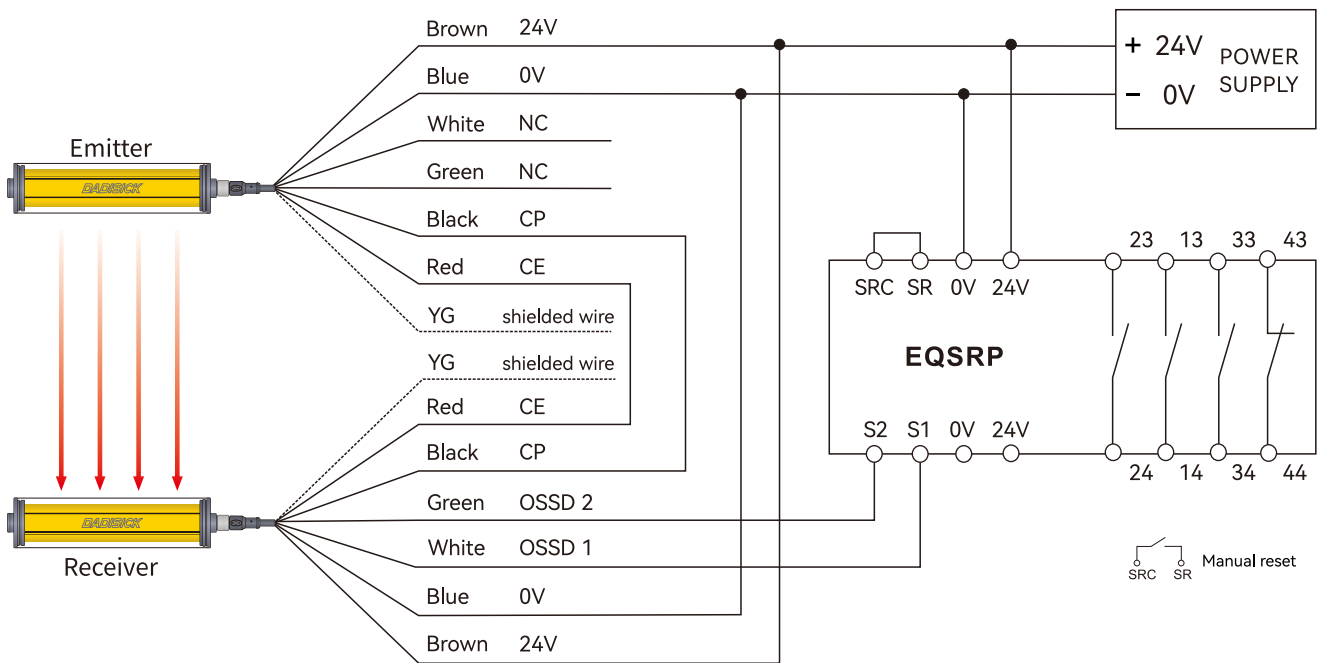 Brown 24V
+ 24V
POWER
SUPPLY
Blue 0V
− 0V
White NC
Emitter
Green NC
DADISICK
Black CP
23 13 33 43
Red CE
SRC SR 0V 24V
YG shielded wire
EQSRP
YG shielded wire
Red CE
S2 S1 0V 24V
Black CP
24 14 34 44
Green OSSD 2
DADISICK
White OSSD 1
Receiver
SRC SR Manual reset
Blue 0V
Brown 24V